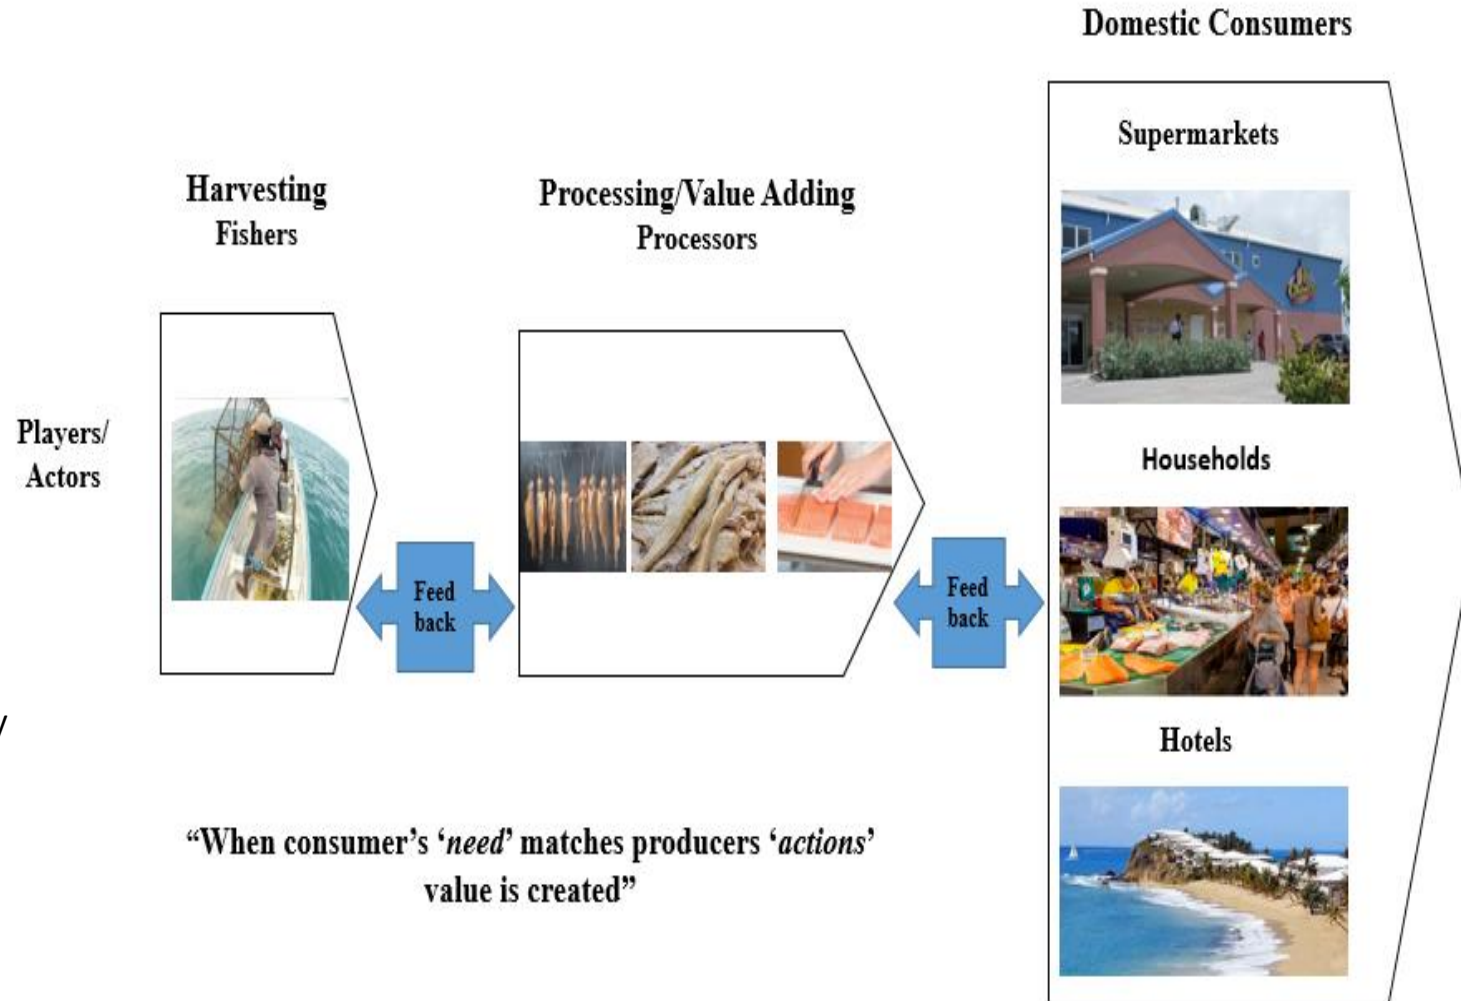 Domestic Consumers
Supermarkets
Harvesting
Fishers
Processing/Value Adding
Processors
Players/
Actors
Households
Feed
back
Feed
back
/
Hotels
“When consumer’s ‘need’ matches producers ‘actions’
value is created”